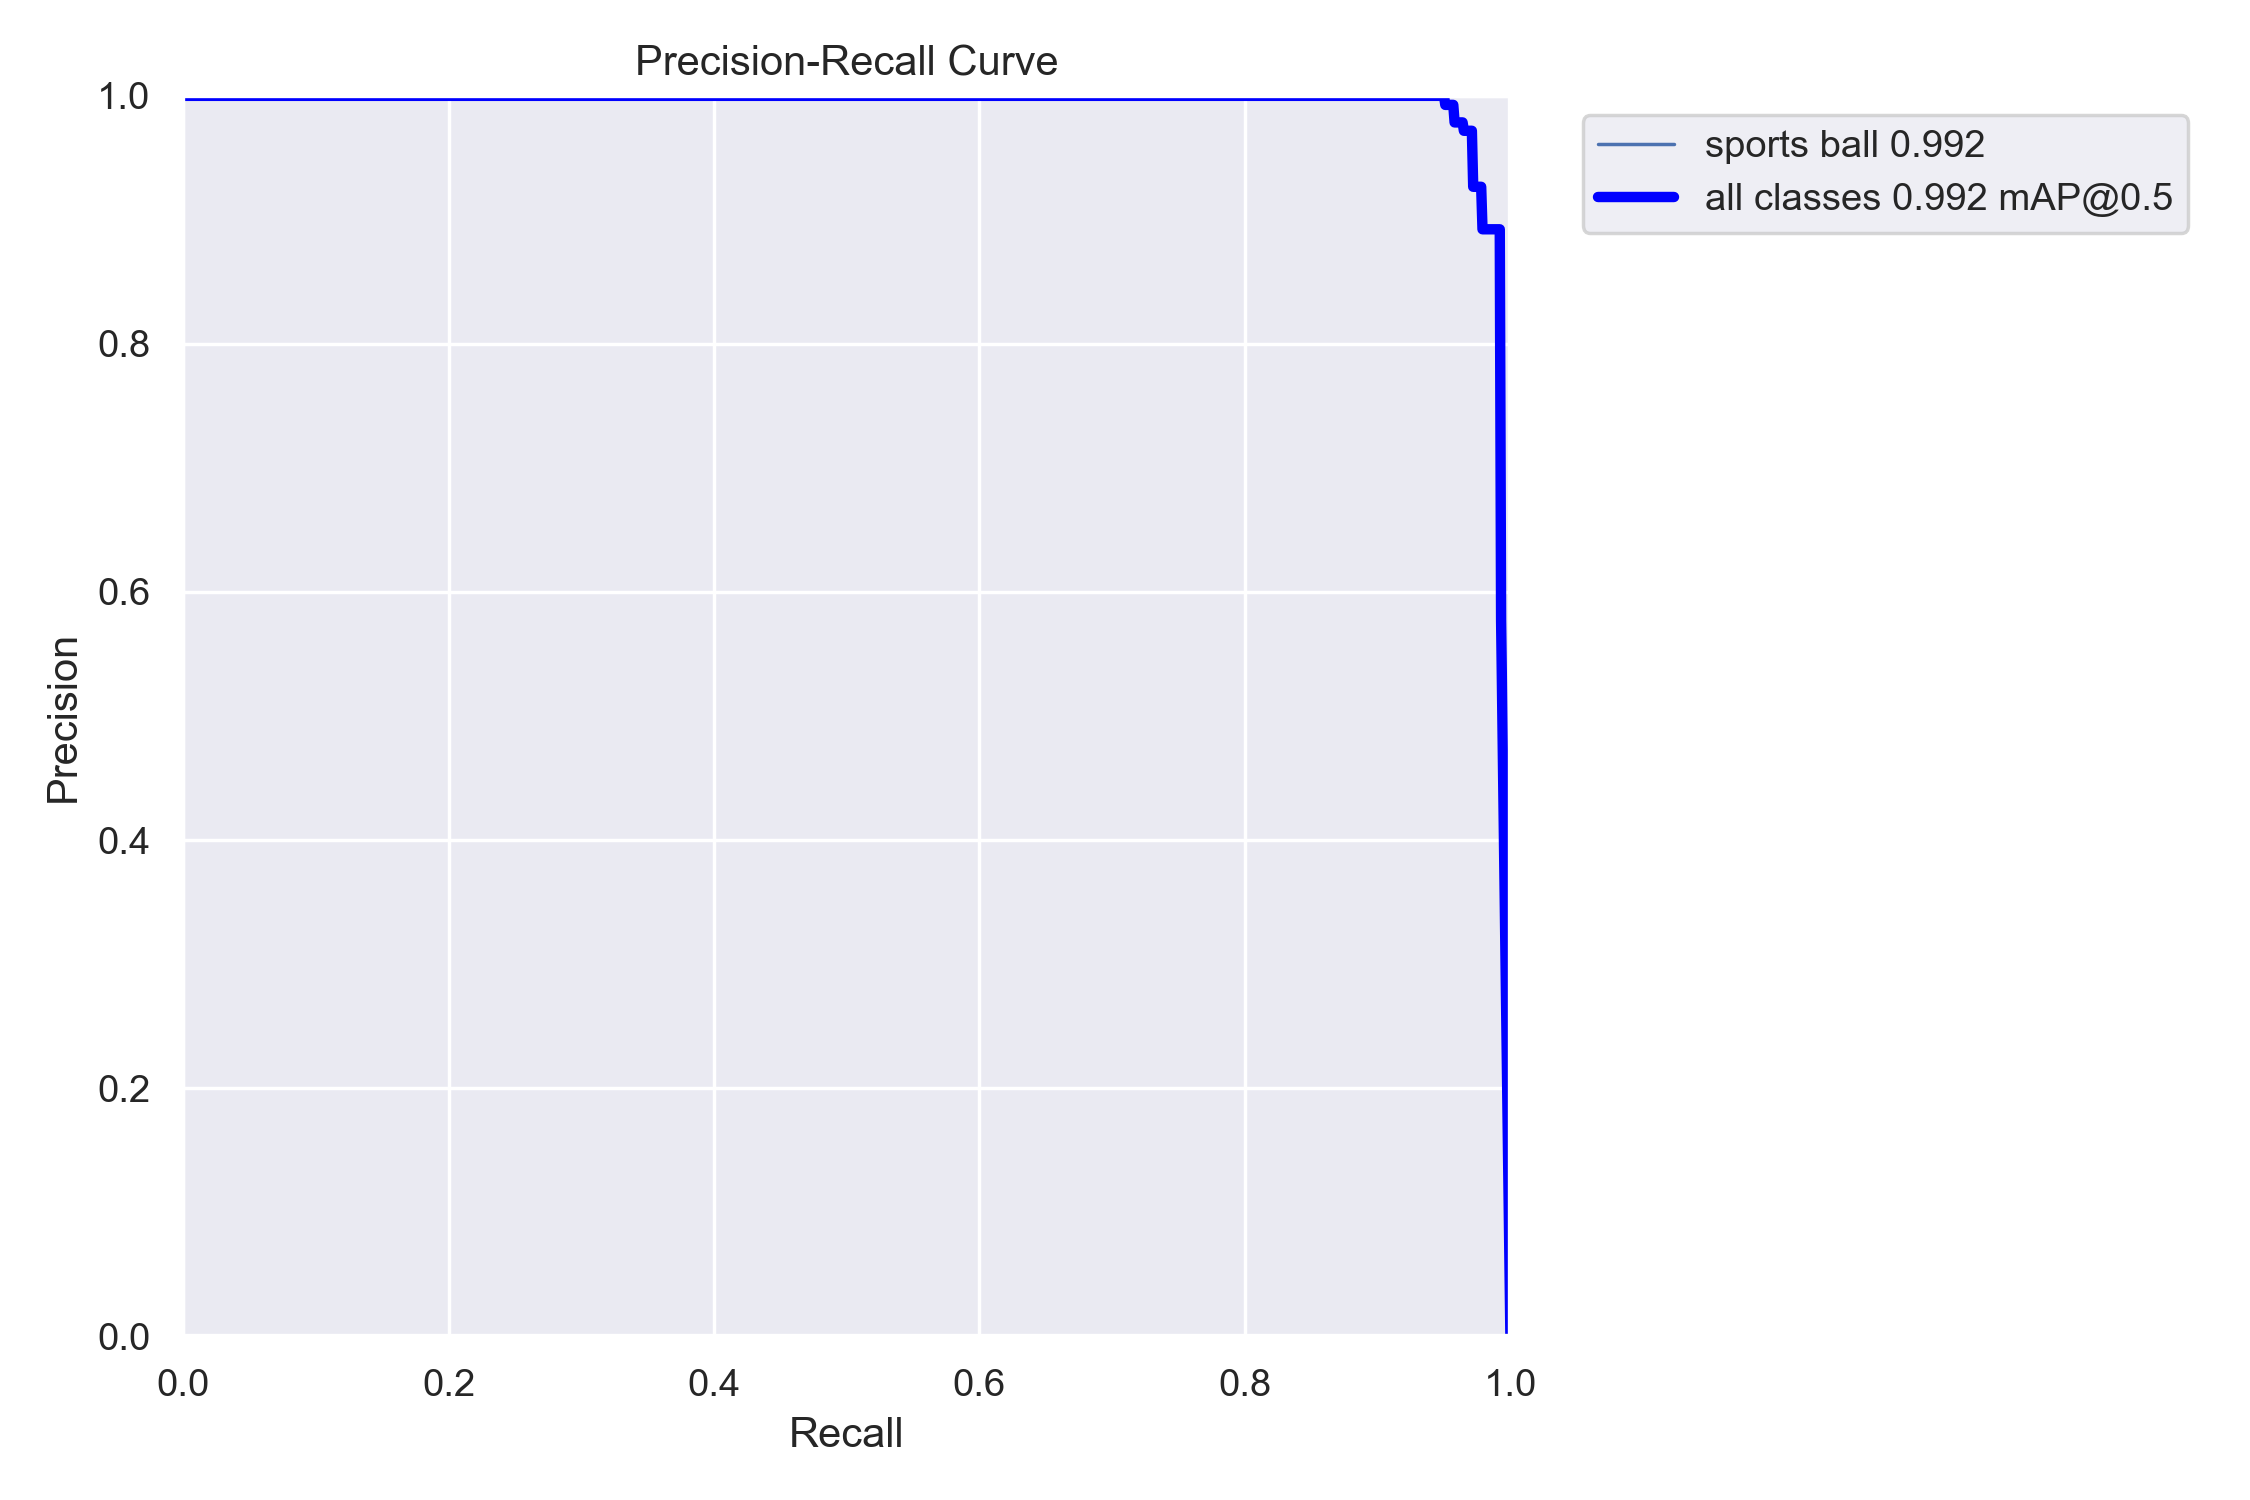 Precision-Recall Curve
sports ball 0.992
all classes 0.992 mAP@0.5
1.0
0.8
0.6
0.4
0.2
0.0
Precision
0.0 0.2 0.4 0.6 0.8 1.0
Recall